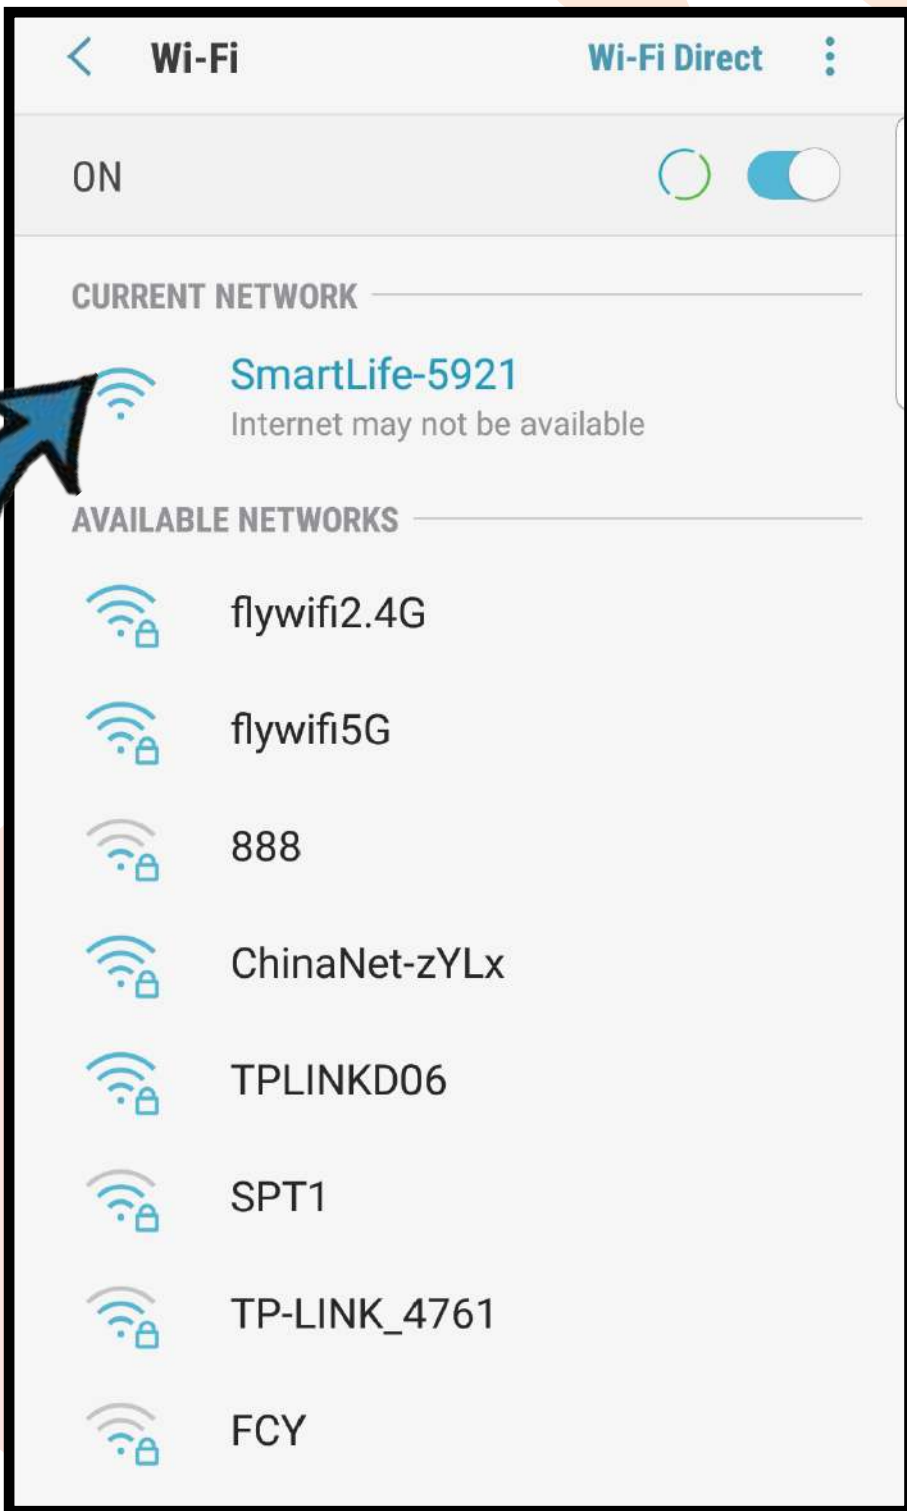 Wi-Fi Wi-Fi Direct
ON
CURRENT NETWORK
SmartLife-5921
Internet may not be available
AVAILABLE NETWORKS
flywifi2.4G
flywifi5G
888
ChinaNet-zYLx
TPLINKD06
SPT1
TP-LINK_4761
FCY